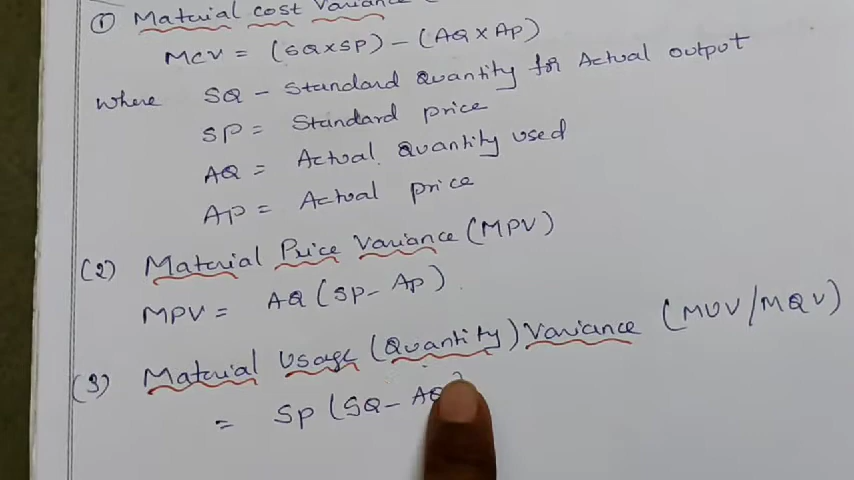 ① Material cost Variance (
MCV = (SQ×SP) - (AQ × AP)
where SQ - Standard Quantity for Actual output
SP = Standard price
AQ = Actual Quantity used
AP = Actual price
(2) Material Price Variance (MPV)
MPV = AQ (SP - AP)
(3) Material Usage (Quantity) Variance (MUV/MQV)
= SP (SQ - AQ)